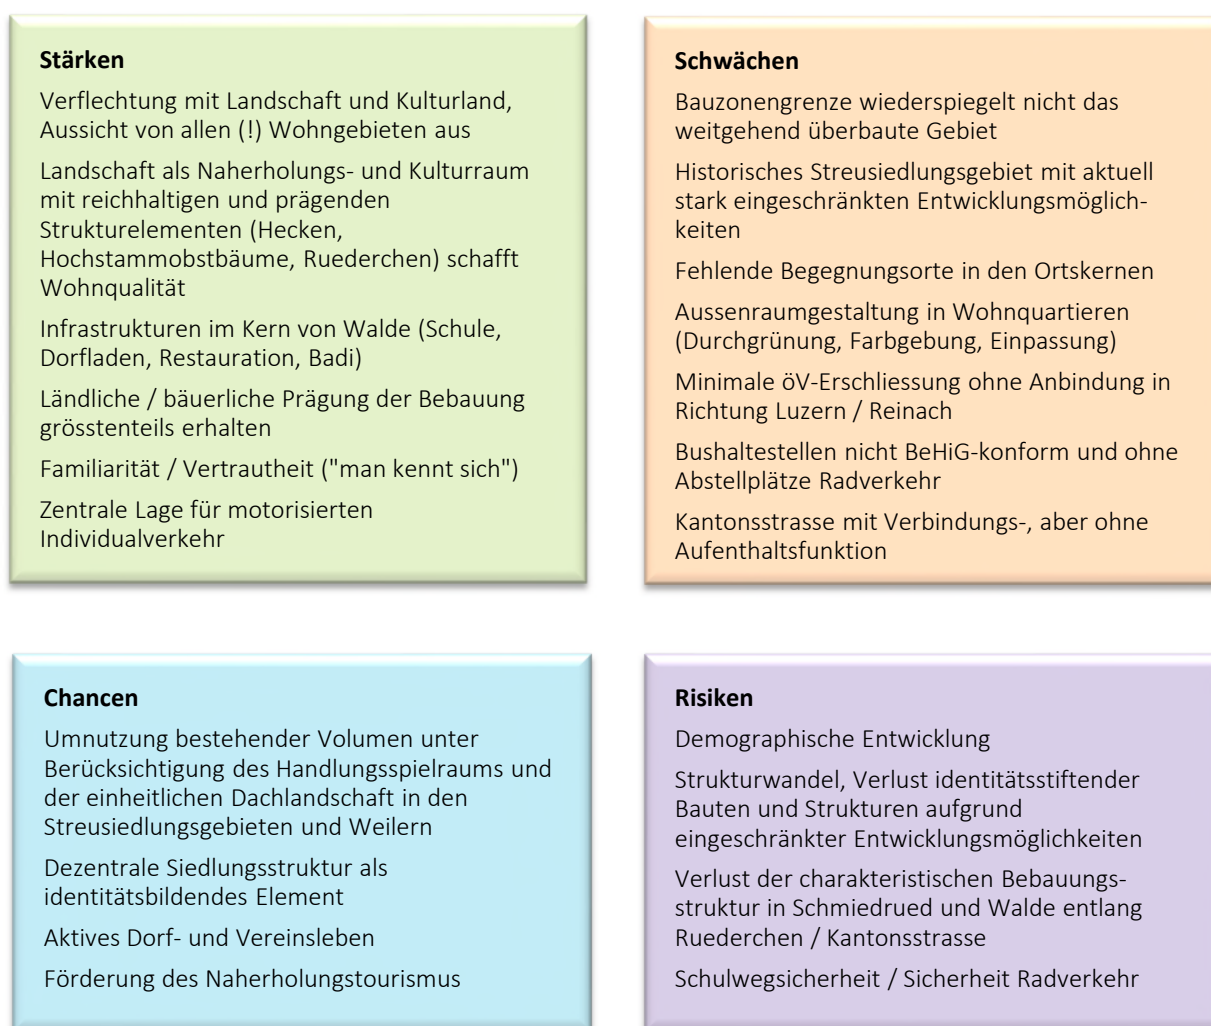 Stärken
Verflechtung mit Landschaft und Kulturland,
Aussicht von allen (!) Wohngebieten aus
Landschaft als Naherholungs- und Kulturraum
mit reichhaltigen und prägenden
Strukturelementen (Hecken,
Hochstammobstbäume, Ruederchen) schafft
Wohnqualität
Infrastrukturen im Kern von Walde (Schule,
Dorfladen, Restauration, Badi)
Ländliche / bäuerliche Prägung der Bebauung
grösstenteils erhalten
Familiarität / Vertrautheit ("man kennt sich")
Zentrale Lage für motorisierten
Individualverkehr
Schwächen
Bauzonengrenze wiederspiegelt nicht das
weitgehend überbaute Gebiet
Historisches Streusiedlungsgebiet mit aktuell
stark eingeschränkten Entwicklungsmöglich-
keiten
Fehlende Begegnungsorte in den Ortskernen
Aussenraumgestaltung in Wohnquartieren
(Durchgrünung, Farbgebung, Einpassung)
Minimale öV-Erschliessung ohne Anbindung in
Richtung Luzern / Reinach
Bushaltestellen nicht BeHiG-konform und ohne
Abstellplätze Radverkehr
Kantonsstrasse mit Verbindungs-, aber ohne
Aufenthaltsfunktion
Chancen
Umnutzung bestehender Volumen unter
Berücksichtigung des Handlungsspielraums und
der einheitlichen Dachlandschaft in den
Streusiedlungsgebieten und Weilern
Dezentrale Siedlungsstruktur als
identitätsbildendes Element
Aktives Dorf- und Vereinsleben
Förderung des Naherholungstourismus
Risiken
Demographische Entwicklung
Strukturwandel, Verlust identitätsstiftender
Bauten und Strukturen aufgrund
eingeschränkter Entwicklungsmöglichkeiten
Verlust der charakteristischen Bebauungs-
struktur in Schmiedrued und Walde entlang
Ruederchen / Kantonsstrasse
Schulwegsicherheit / Sicherheit Radverkehr